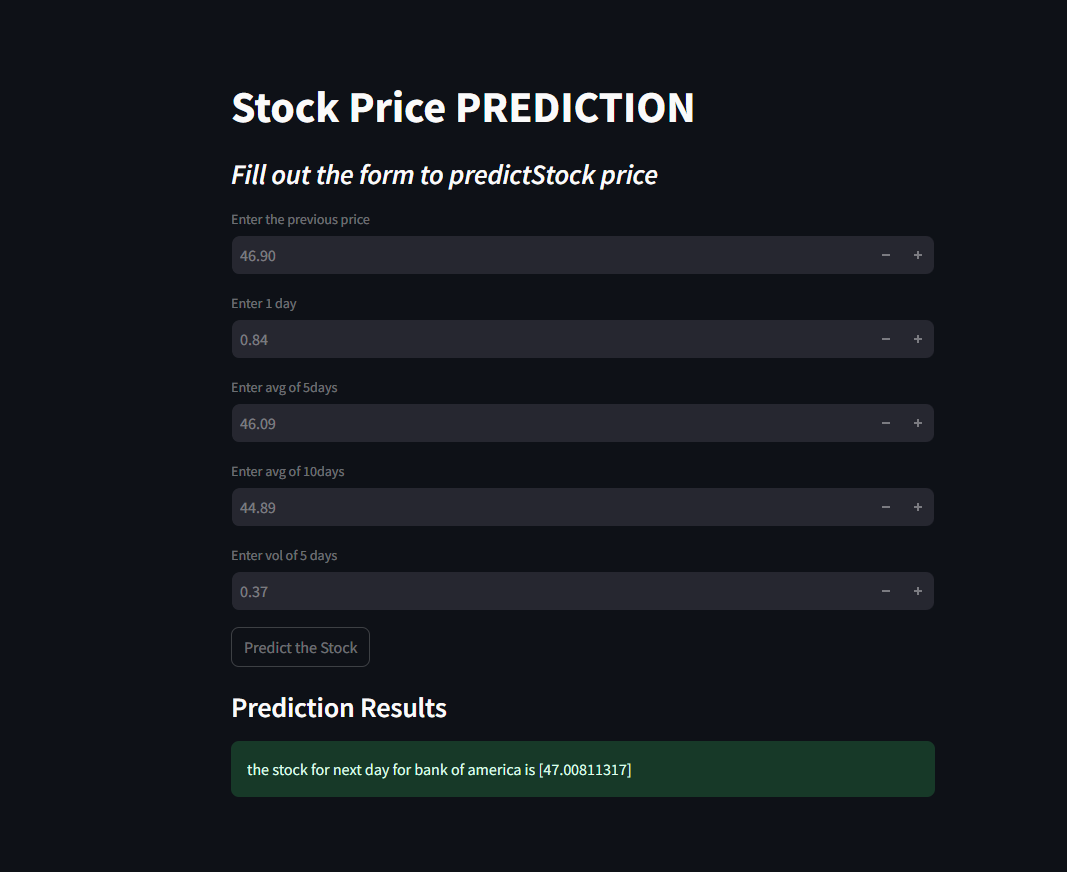 Stock Price PREDICTION
Fill out the form to predictStock price
Enter the previous price
46.90
Enter 1 day
0.84
Enter avg of 5days
46.09
Enter avg of 10days
44.89
Enter vol of 5 days
0.37
Predict the Stock
Prediction Results
the stock for next day for bank of america is [47.00811317]